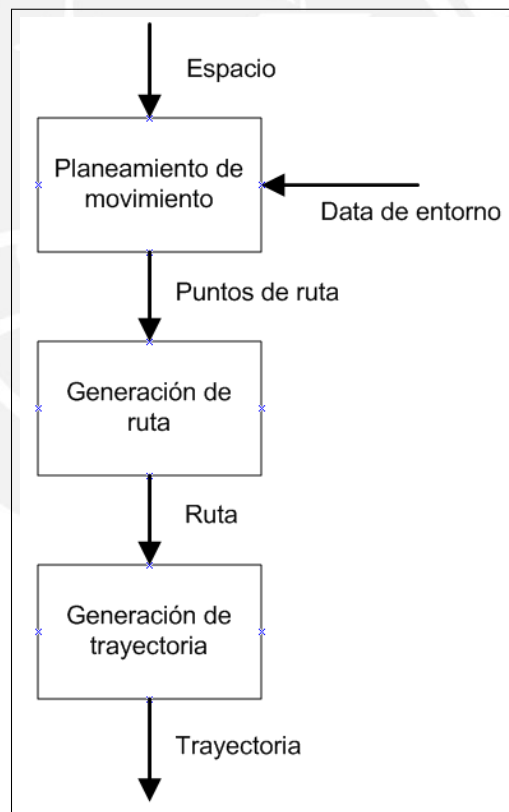 Espacio
Planeamiento de
movimiento
Data de entorno
Puntos de ruta
Generación de
ruta
Ruta
Generación de
trayectoria
Trayectoria